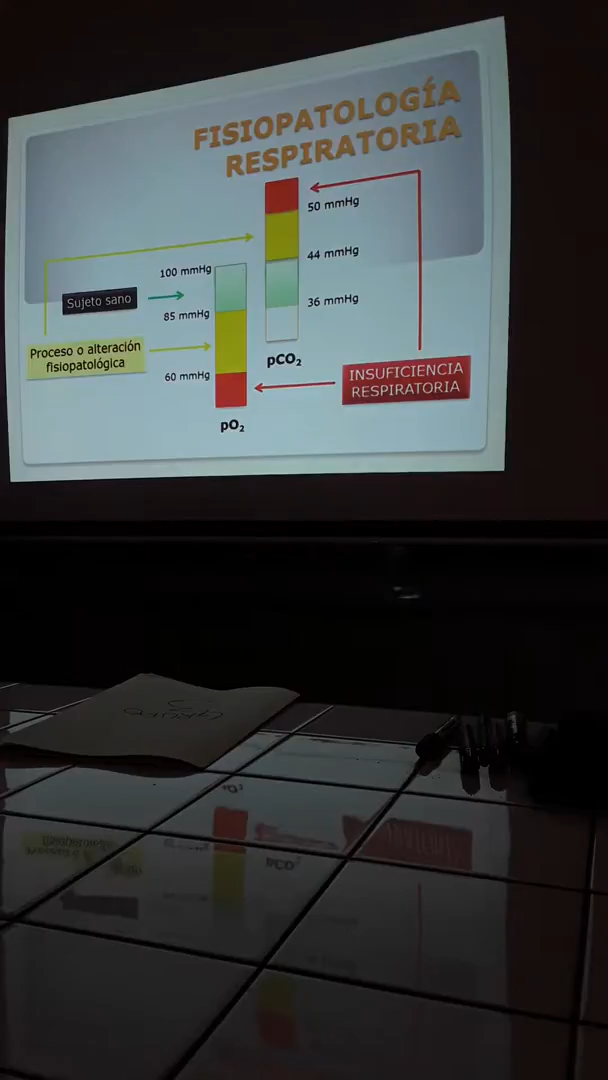 FISIOPATOLOGÍA
RESPIRATORIA
50 mmHg
44 mmHg
36 mmHg
pCO₂
100 mmHg
85 mmHg
60 mmHg
pO₂
Sujeto sano
Proceso o alteración
fisiopatológica
INSUFICIENCIA
RESPIRATORIA